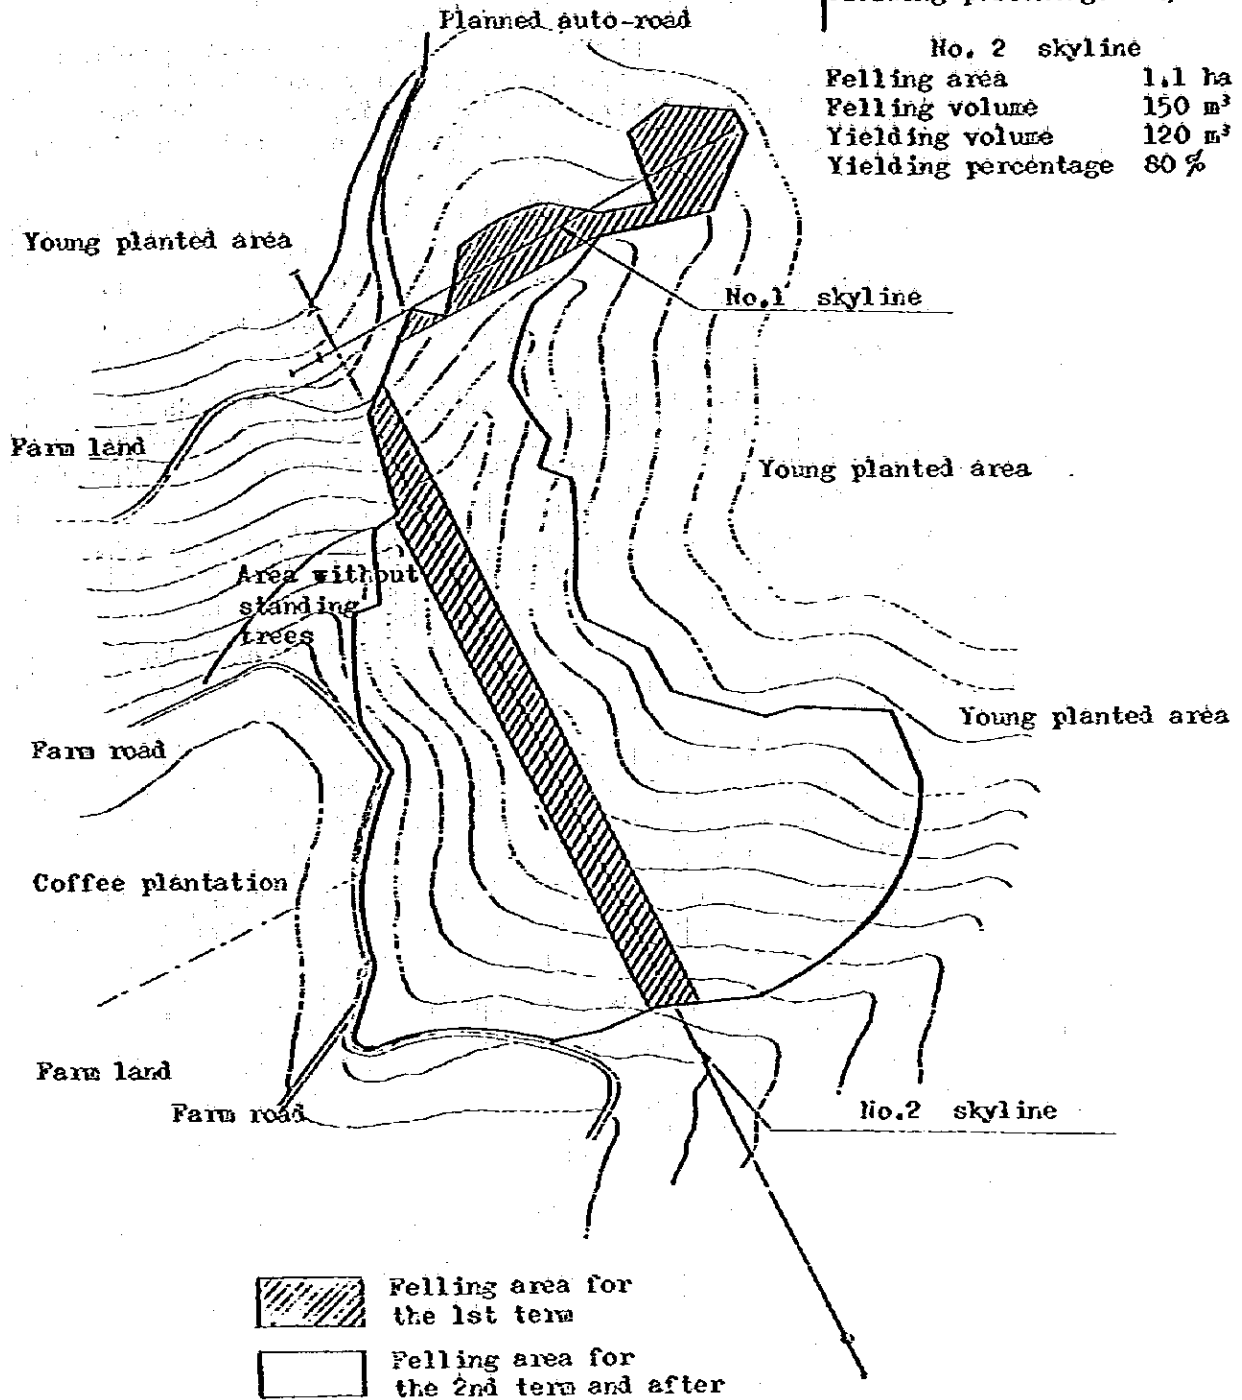 Planned auto-road
No. 2 skyline
Felling area 1.1 ha
Felling volume 150 m³
Yielding volume 120 m³
Yielding percentage 80 %
Young planted area
No.1 skyline
Farm land
Young planted area
Area without
standing
trees
Young planted area
Farm road
Coffee plantation
Farm land
Farm road
No.2 skyline
Felling area for
the 1st term
Felling area for
the 2nd term and after